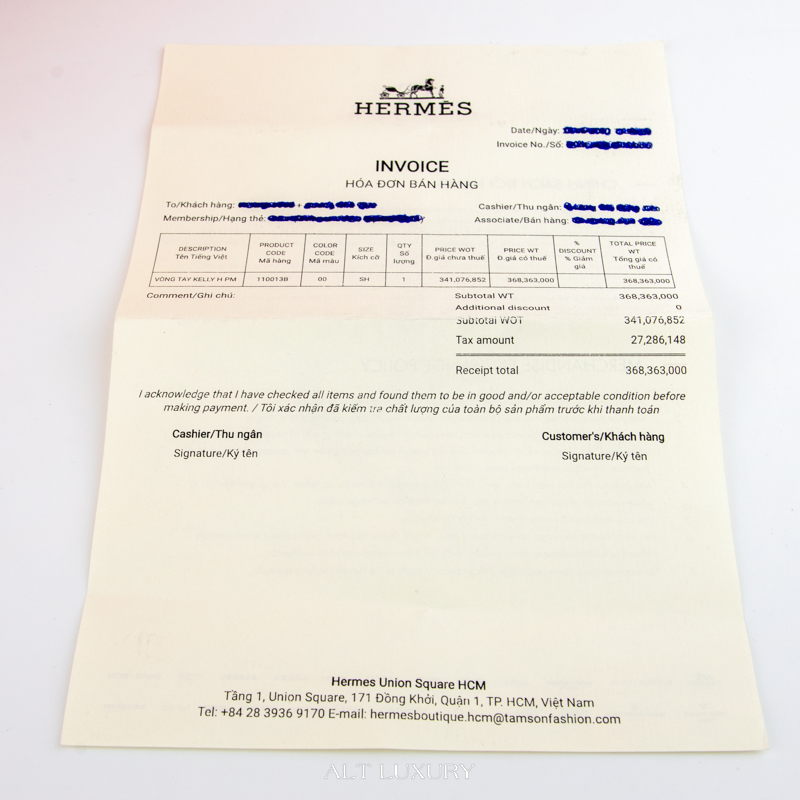 HERMÈS
Date/Ngày:
Invoice No./Số:
INVOICE
HÓA ĐƠN BÁN HÀNG
To/Khách hàng: +
Cashier/Thu ngân:
Membership/Hạng thẻ:
Associate/Bán hàng:
DESCRIPTION Tên Tiếng Việt PRODUCT CODE Mã hàng COLOR CODE Mã màu SIZE Kích cỡ QTY Số lượng PRICE WOT Đ.giá chưa thuế PRICE WT Đ.giá có thuế % DISCOUNT % Giảm giá TOTAL PRICE WT Tổng giá có thuế
VÒNG TAY KELLY H PM 110013B 00 SH 1 341,076,852 368,363,000 368,363,000
Comment/Ghi chú:
Subtotal WT 368,363,000
Additional discount 0
Subtotal WOT 341,076,852
Tax amount 27,286,148
Receipt total 368,363,000
I acknowledge that I have checked all items and found them to be in good and/or acceptable condition before
making payment. / Tôi xác nhận đã kiểm tra chất lượng của toàn bộ sản phẩm trước khi thanh toán
Cashier/Thu ngân
Customer's/Khách hàng
Signature/Ký tên
Signature/Ký tên
Hermes Union Square HCM
Tầng 1, Union Square, 171 Đồng Khởi, Quận 1, TP. HCM, Việt Nam
Tel: +84 28 3936 9170 E-mail: hermesboutique.hcm@tamsonfashion.com
ALT LUXURY